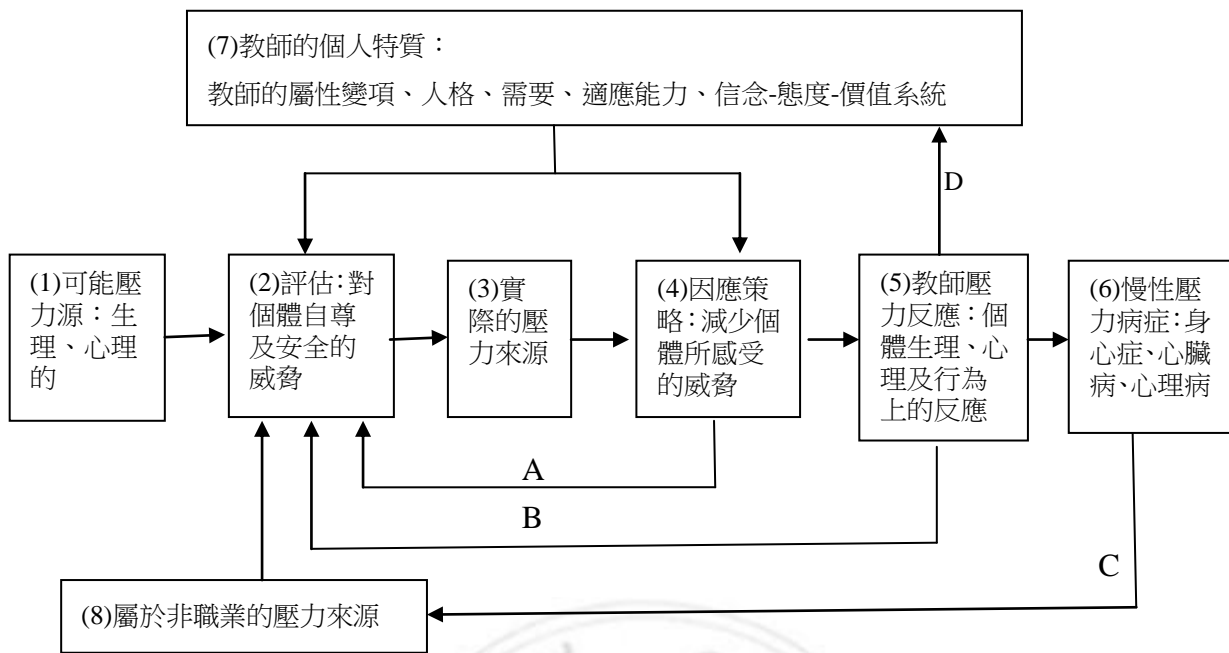 (7)教師的個人特質：
教師的屬性變項、人格、需要、適應能力、信念-態度-價值系統
D
(1)可能壓
力源：生
理、心理
的
(2)評估：對
個體自尊
及安全的
威脅
(3)實
際的壓
力來源
(4)因應策
略：減少個
體所感受
的威脅
(5)教師壓
力反應：個
體生理、心
理及行為
上的反應
(6)慢性壓
力病症：身
心症、心臟
病、心理病
A
B
C
(8)屬於非職業的壓力來源